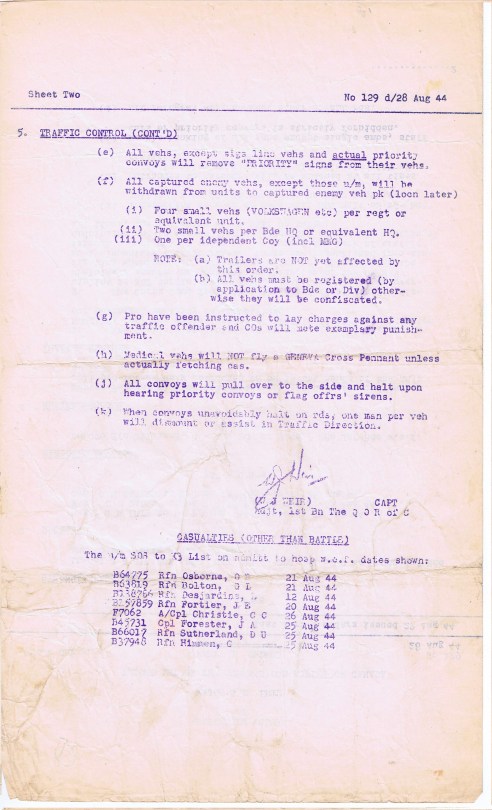 Sheet Two
No 129 d/28 Aug 44
5. TRAFFIC CONTROL (CONT'D)
(e) All vehs, except sigs line vehs and actual priority
convoys will remove "PRIORITY" signs from their vehs.
(f) All captured enemy vehs, except those u/m, will be
withdrawn from units to captured enemy veh pk (locn later)
(i) Four small vehs (VOLKSWAGEN etc) per regt or
equivalent unit.
(ii) Two small vehs per Bde HQ or equivalent HQ.
(iii) One per idependent Coy (incl MMG)
NOTE: (a) Trailers are NOT yet affected by
this order.
(b) All vehs must be registered (by
application to Bde or Div) other-
wise they will be confiscated.
(g) Pro have been instructed to lay charges against any
traffic offender and COs will mete exemplary punish-
ment.
(h) Medical vehs will NOT fly a GENEVA Cross Pennant unless
actually fetching cas.
(j) All convoys will pull over to the side and halt upon
hearing priority convoys or flag offrs' sirens.
(k) When convoys unavoidably halt on rds, one man per veh
will dismount or assist in Traffic Direction.
WEIR) CAPT
Adjt, 1st Bn The Q O R of C
CASUALTIES (OTHER THAN BATTLE)
The u/m SOS to X3 List on admitt to hosp w.e.f. dates shown:
B64775 Rfn Osborne, 21 Aug 44
B63819 Rfn Bolton, G L 21 Aug 44
Rfn Desjardins, 12 Aug 44
Rfn Fortier, J E 20 Aug 44
F7062 A/Cpl Christie, C C 26 Aug 44
B45731 Cpl Forester, J A 25 Aug 44
B66017 Rfn Sutherland, D U 25 Aug 44
B37948 Rfn 25 Aug 44